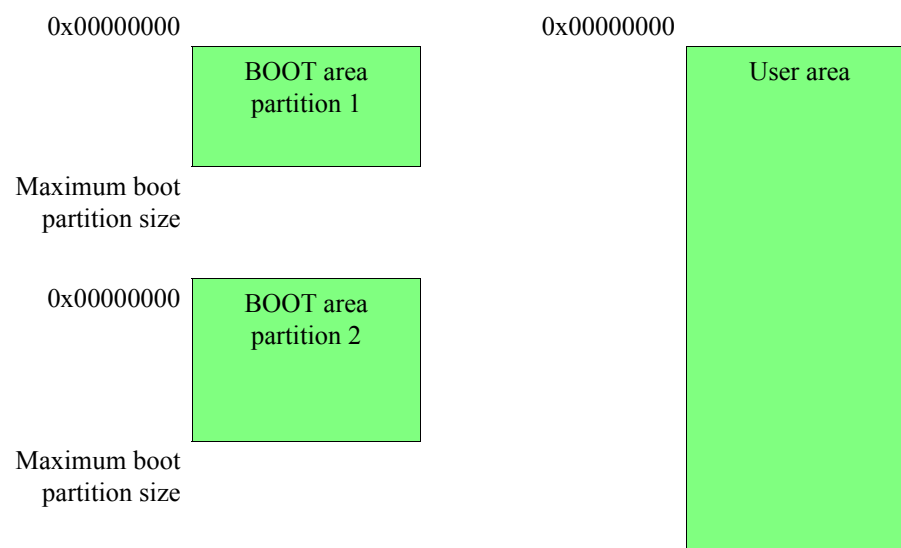 0x00000000
BOOT area
partition 1
Maximum boot
partition size
0x00000000
BOOT area
partition 2
Maximum boot
partition size
0x00000000
User area